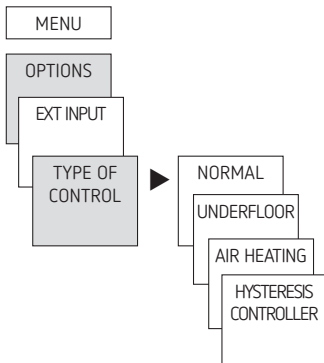 MENU
OPTIONS
EXT INPUT
TYPE OF
CONTROL
NORMAL
UNDERFLOOR
AIR HEATING
HYSTERESIS
CONTROLLER